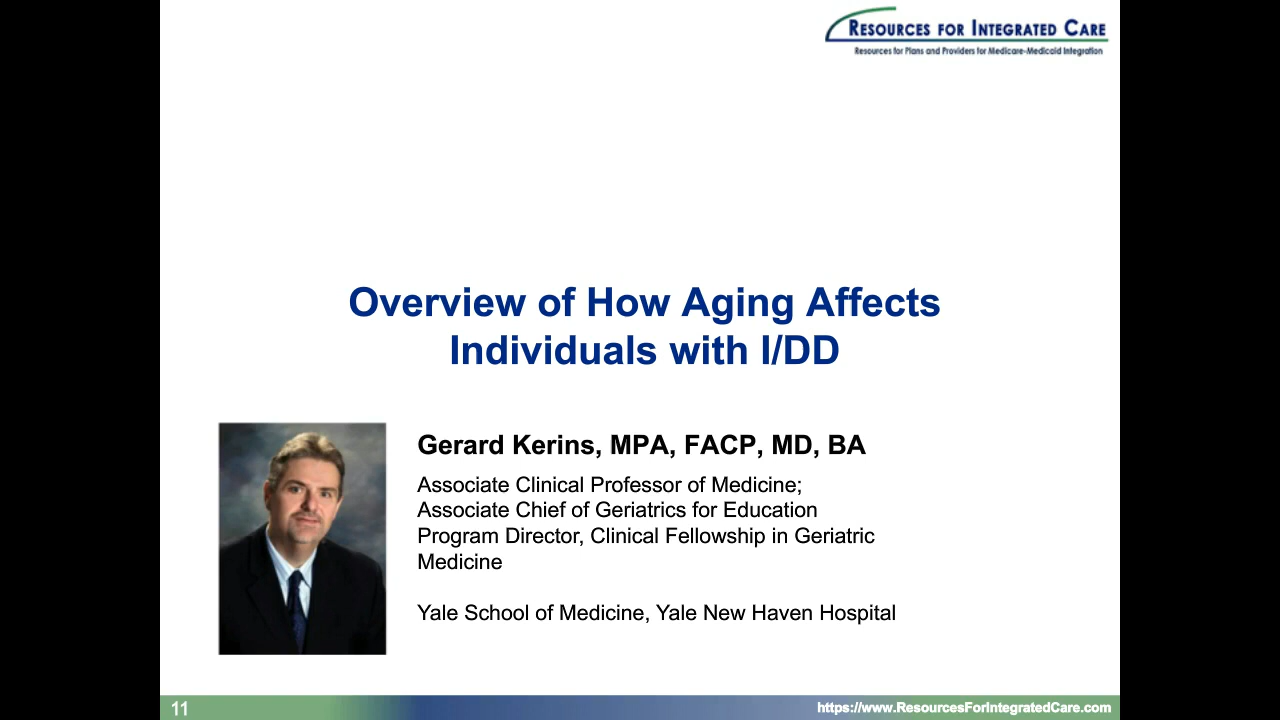 RESOURCES FOR INTEGRATED CARE
Resources for Plans and Providers for Medicare-Medicaid Integration
Overview of How Aging Affects
Individuals with I/DD
Gerard Kerins, MPA, FACP, MD, BA
Associate Clinical Professor of Medicine;
Associate Chief of Geriatrics for Education
Program Director, Clinical Fellowship in Geriatric
Medicine
Yale School of Medicine, Yale New Haven Hospital
11
https://www.ResourcesForIntegratedCare.com